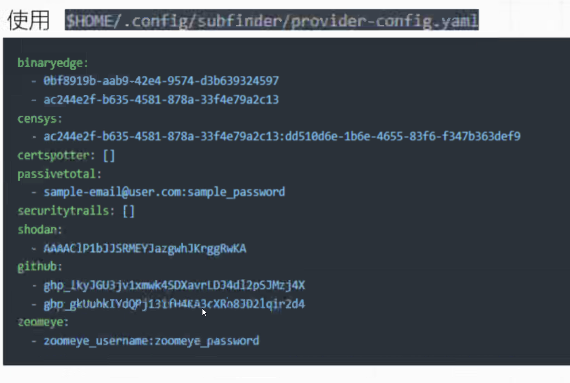 使用 $HOME/.config/subfinder/provider-config.yaml
binaryedge:
- 0bf8919b-aab9-42e4-9574-d3b639324597
- ac244e2f-b635-4581-878a-33f4e79a2c13
censys:
- ac244e2f-b635-4581-878a-33f4e79a2c13:dd510d6e-1b6e-4655-83f6-f347b363def9
certspotter: []
passivetotal:
- sample-email@user.com:sample_password
securitytrails: []
shodan:
- AAAAClP1bJJSRMEYJazgwhJKrggRwKA
github:
- ghp_lkyJGU3jv1xmwk4SDXavrLDJ4dl2pSJMzj4X
- ghp_gkUuhkIYdQPj13ifH4KA3cXRn8JD2lqir2d4
zoomeye:
- zoomeye_username:zoomeye_password